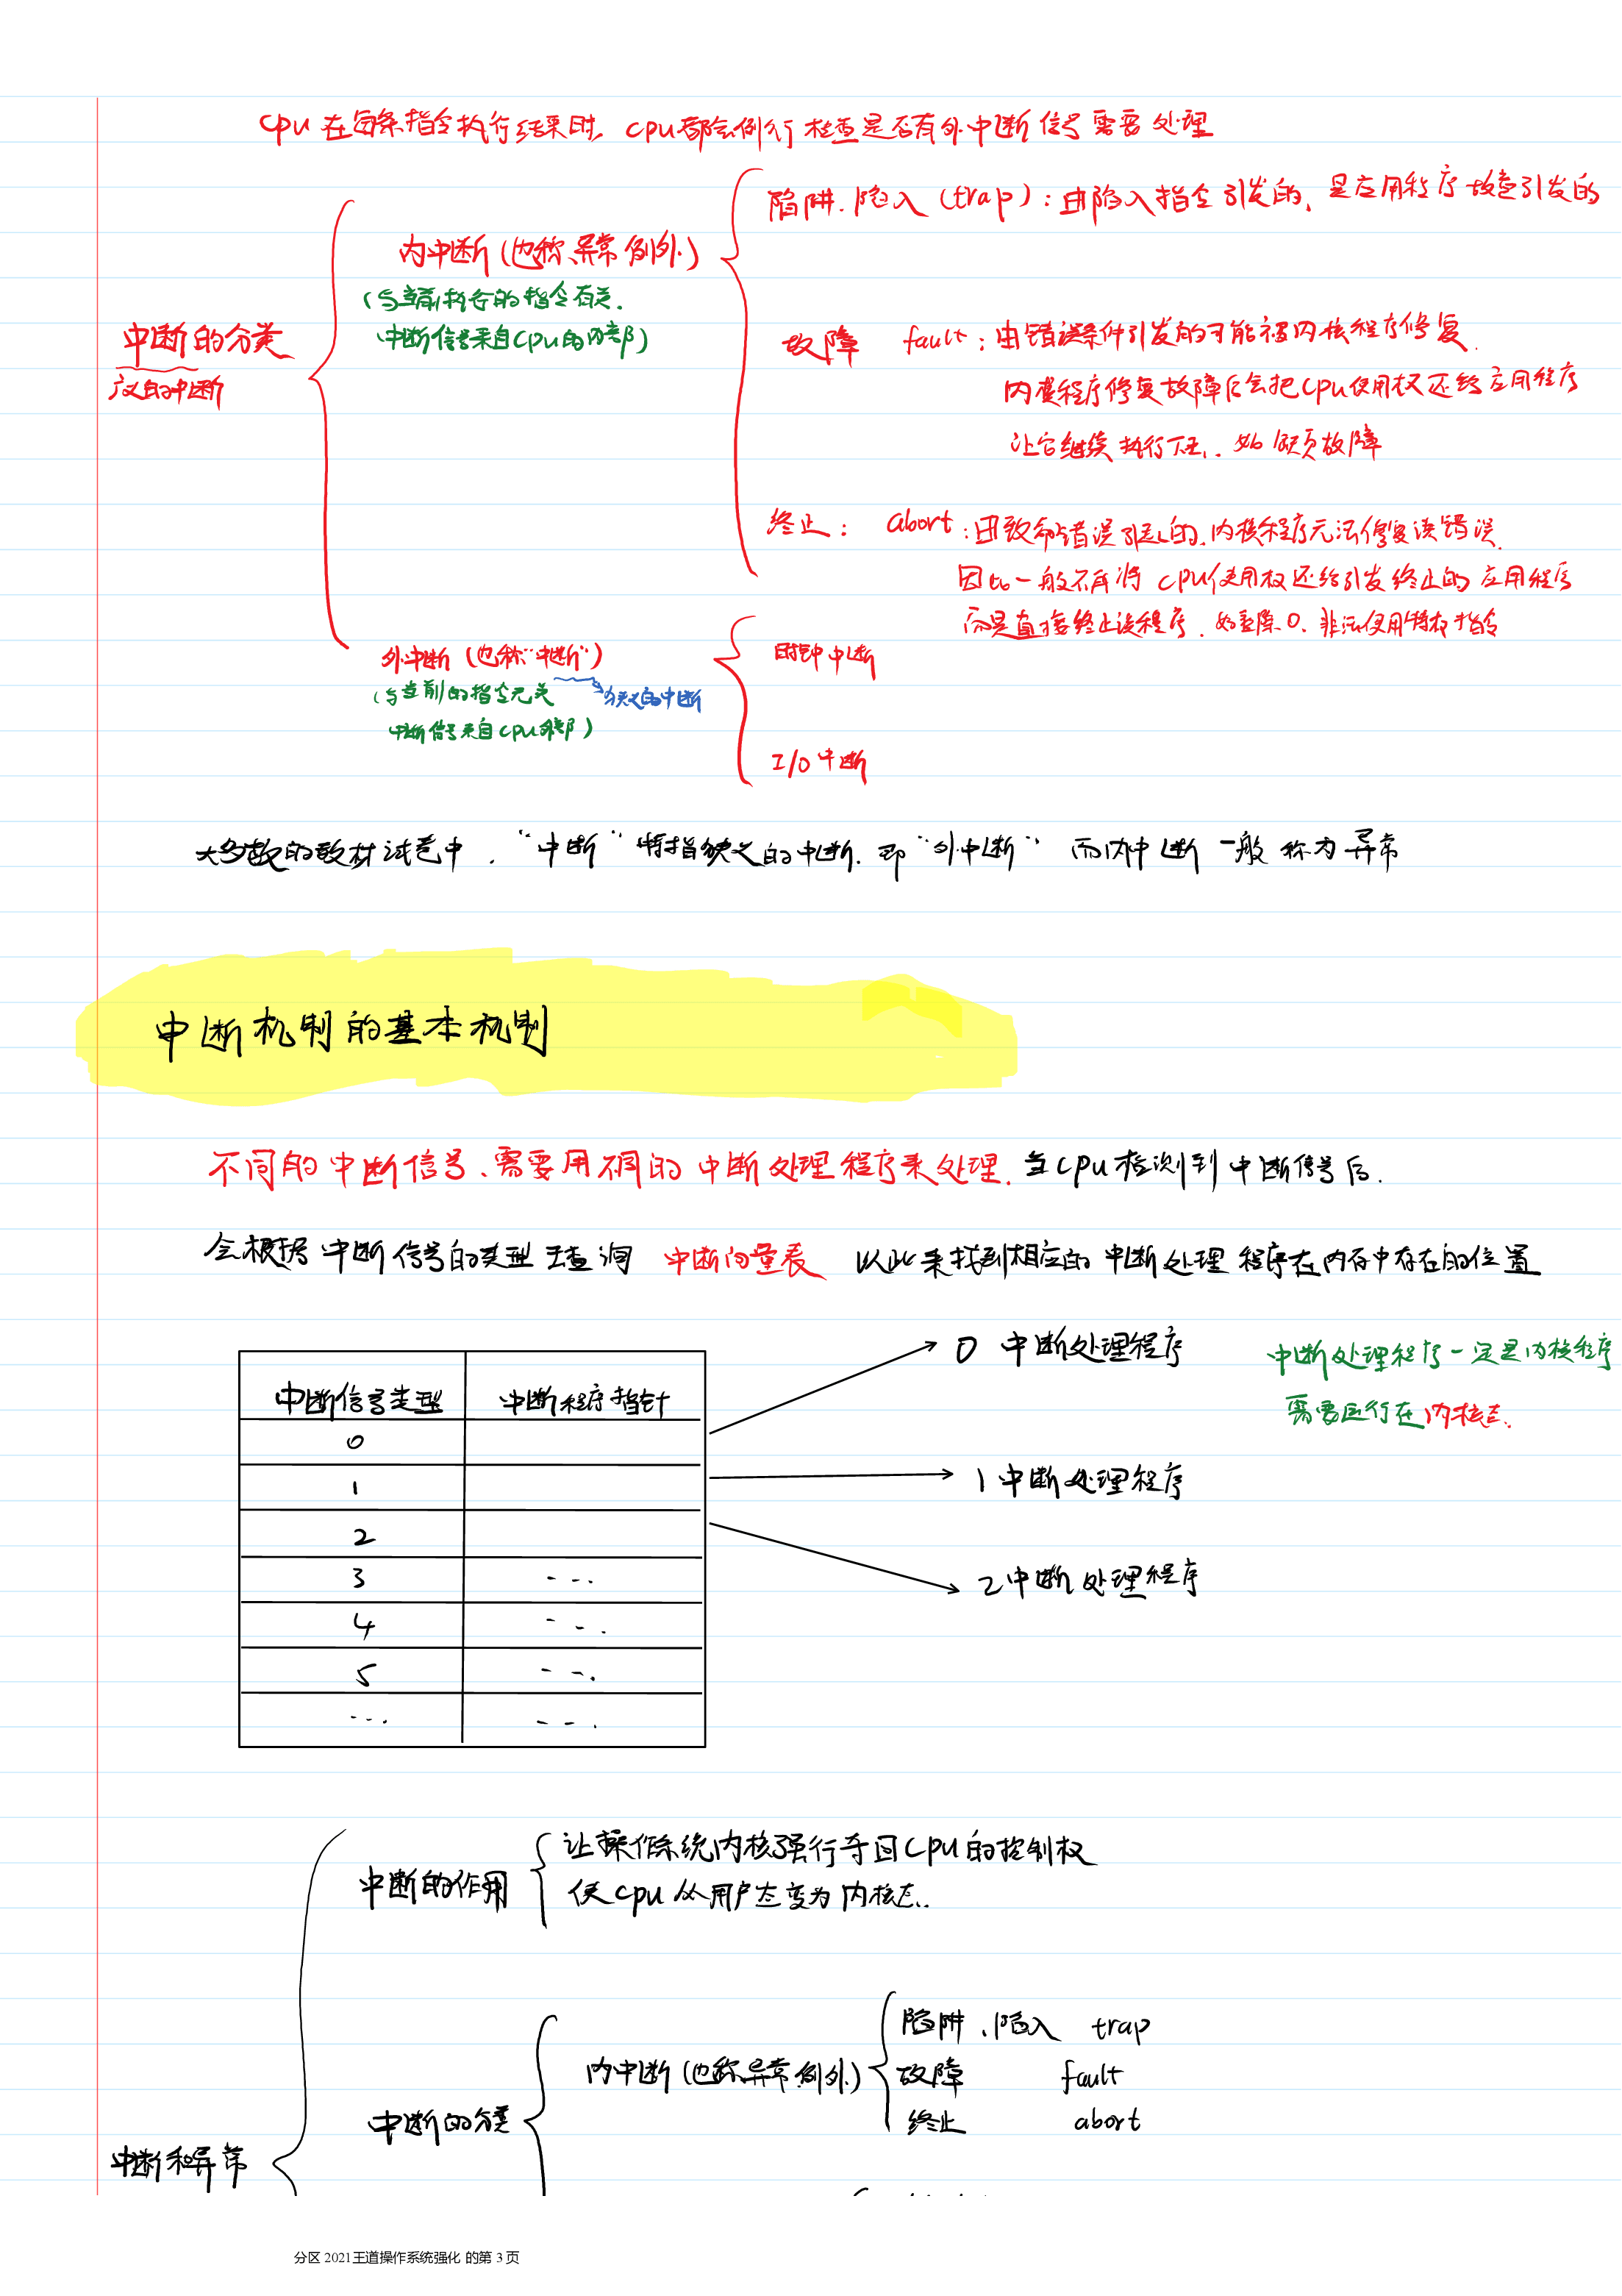 CPU在每条指令执行结束时, CPU都会例行检查是否有外中断信号需要处理
中断的分类
广义的中断
内中断(也称、异常 例外)
(与当前执行的指令有关.
中断信号来自CPU的内部)
陷阱、陷入(trap):由陷入指令引发的, 是应用程序故意引发的
故障 fault: 由错误条件引发的可能被内核程序修复.
内核程序修复故障后会把CPU使用权还给应用程序
让它继续执行下去. 如缺页故障
终止: abort: 由致命错误引起的, 内核程序无法修复该错误.
因此一般不再将CPU使用权还给引发终止的应用程序
而是直接终止该程序. 如整除0、非法使用特权指令
外中断(也称"中断")
(与当前的指令无关
狭义的中断
中断信号来自CPU外部)
时钟中断
I/O中断
大多数的教材试卷中, "中断"特指狭义的中断. 即"外中断" 而内中断一般称为异常
中断机制的基本机制
不同的中断信号、需要用不同的中断处理程序来处理. 当CPU检测到中断信号后.
会根据中断信号的类型去查询 中断向量表 以此来找到相应的中断处理程序在内存中存在的位置
中断信号类型 中断程序指针
0
1
2
3 ...
4 ...
5 ...
... ...
0 中断处理程序
1 中断处理程序
2 中断处理程序
中断处理程序一定是内核程序
需要运行在内核态.
中断和异常
中断的作用
让操作系统内核强行夺回CPU的控制权
使CPU从用户态变为内核态.
中断的分类
内中断(也称异常.例外.)
陷阱、陷入 trap
故障 fault
终止 abort
分区 2021王道操作系统强化 的第 3 页